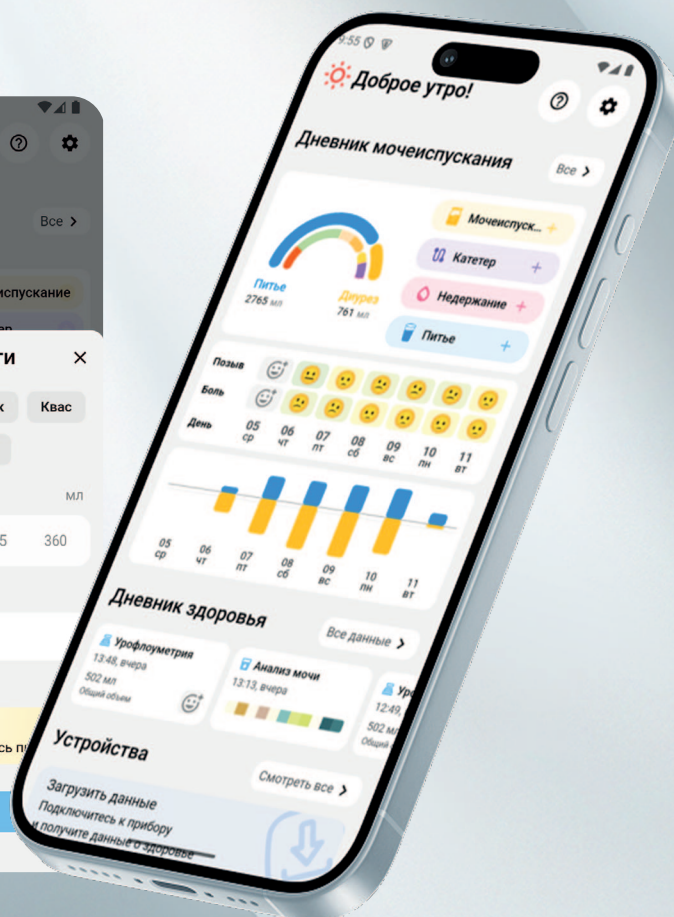 Все
испускание
ти
Квас
мл
5
360
9:55
Доброе утро!
Дневник мочеиспускания
Все
Мочеиспуск...
Катетер
Недержание
Питье
Питье
2765 мл
Диурез
761 мл
Позыв
Боль
День
05 06 07 08 09 10 11
ср чт пт сб вс пн вт
05 06 07 08 09 10 11
ср чт пт сб вс пн вт
Дневник здоровья
Все данные
Урофлоуметрия
13:48, вчера
502 мл
Общий объем
Анализ мочи
13:13, вчера
Уро
12:49,
502 мл
Общий
Устройства
Смотреть все
Загрузить данные
Подключитесь к прибору
и получите данные о здоровье